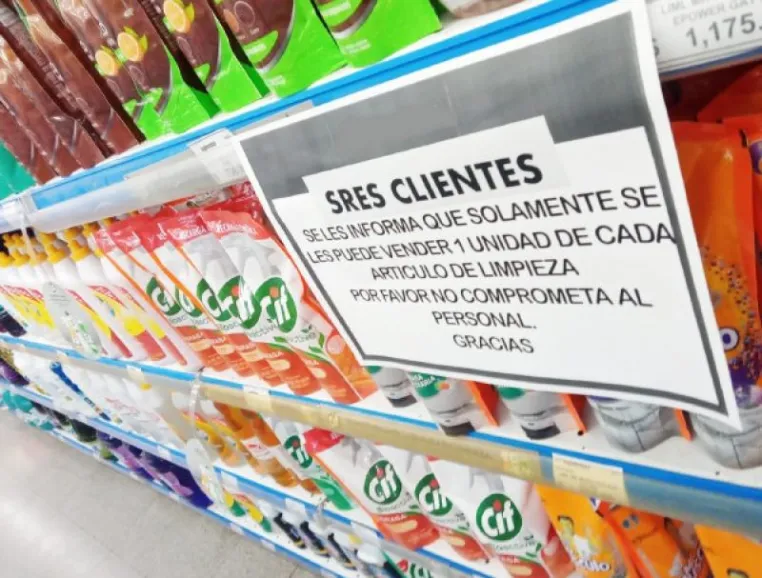 1,175.
SRES CLIENTES
SE LES INFORMA QUE SOLAMENTE SE
LES PUEDE VENDER 1 UNIDAD DE CADA
ARTICULO DE LIMPIEZA
POR FAVOR NO COMPROMETA AL
PERSONAL.
GRACIAS
Cif
Cif
Cif
Cif
Cif
Cif
Cif